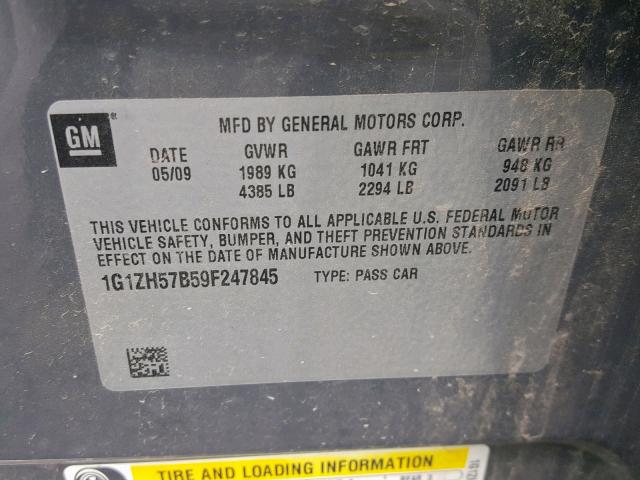 GM
MFD BY GENERAL MOTORS CORP.
DATE GVWR GAWR FRT GAWR RR
05/09 1989 KG 1041 KG 948 KG
4385 LB 2294 LB 2091 LB
THIS VEHICLE CONFORMS TO ALL APPLICABLE U.S. FEDERAL MOTOR
VEHICLE SAFETY, BUMPER, AND THEFT PREVENTION STANDARDS IN
EFFECT ON THE DATE OF MANUFACTURE SHOWN ABOVE.
1G1ZH57B59F247845 TYPE: PASS CAR
TIRE AND LOADING INFORMATION